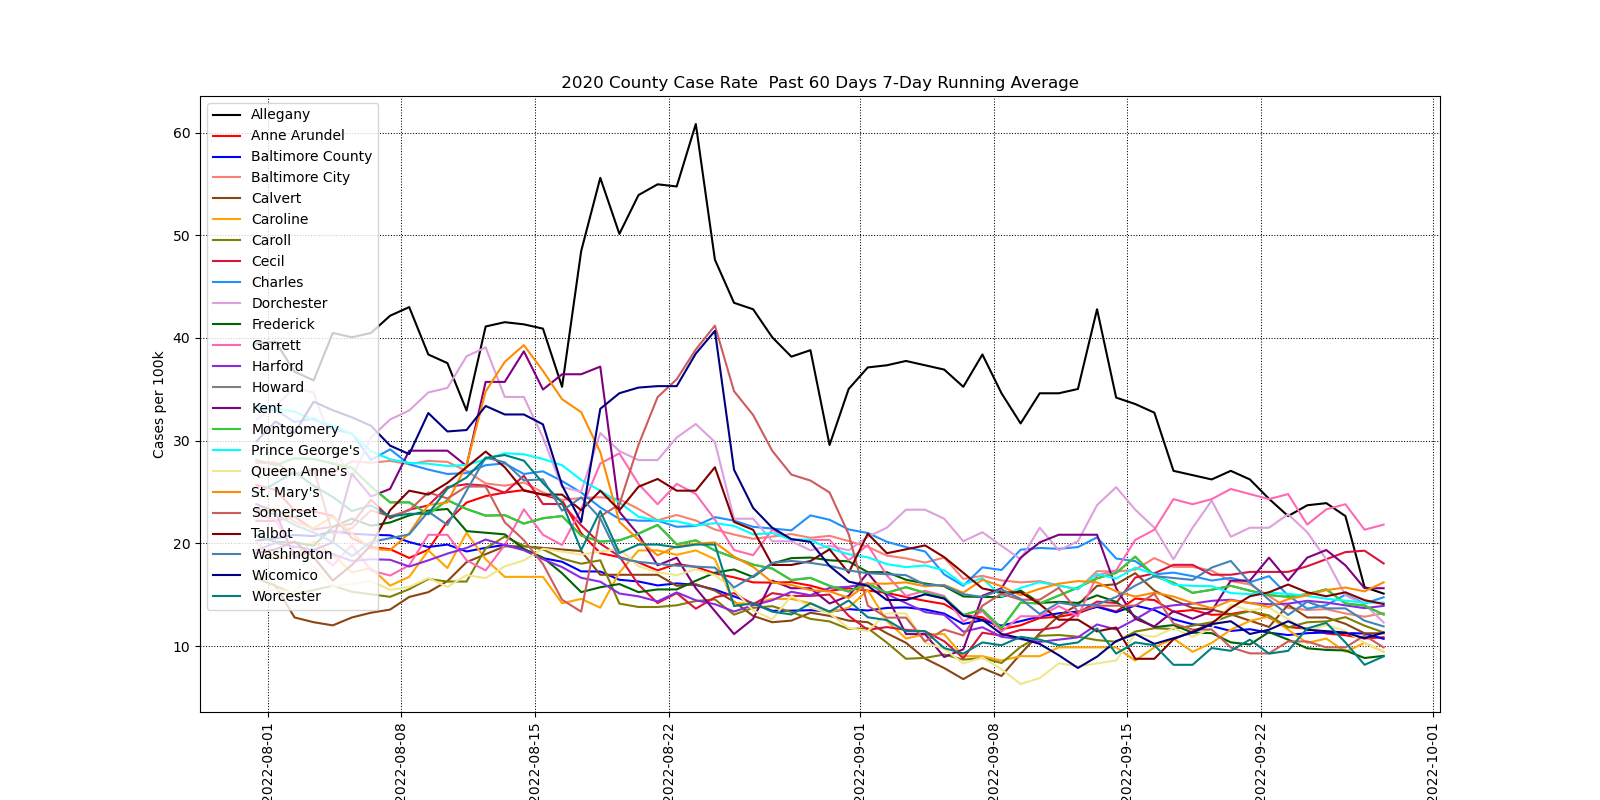 2020 County Case Rate  Past 60 Days 7-Day Running Average
Cases per 100k
60
50
40
30
20
10
Allegany
Anne Arundel
Baltimore County
Baltimore City
Calvert
Caroline
Caroll
Cecil
Charles
Dorchester
Frederick
Garrett
Harford
Howard
Kent
Montgomery
Prince George's
Queen Anne's
St. Mary's
Somerset
Talbot
Washington
Wicomico
Worcester
2022-08-01
2022-08-08
2022-08-15
2022-08-22
2022-09-01
2022-09-08
2022-09-15
2022-09-22
2022-10-01